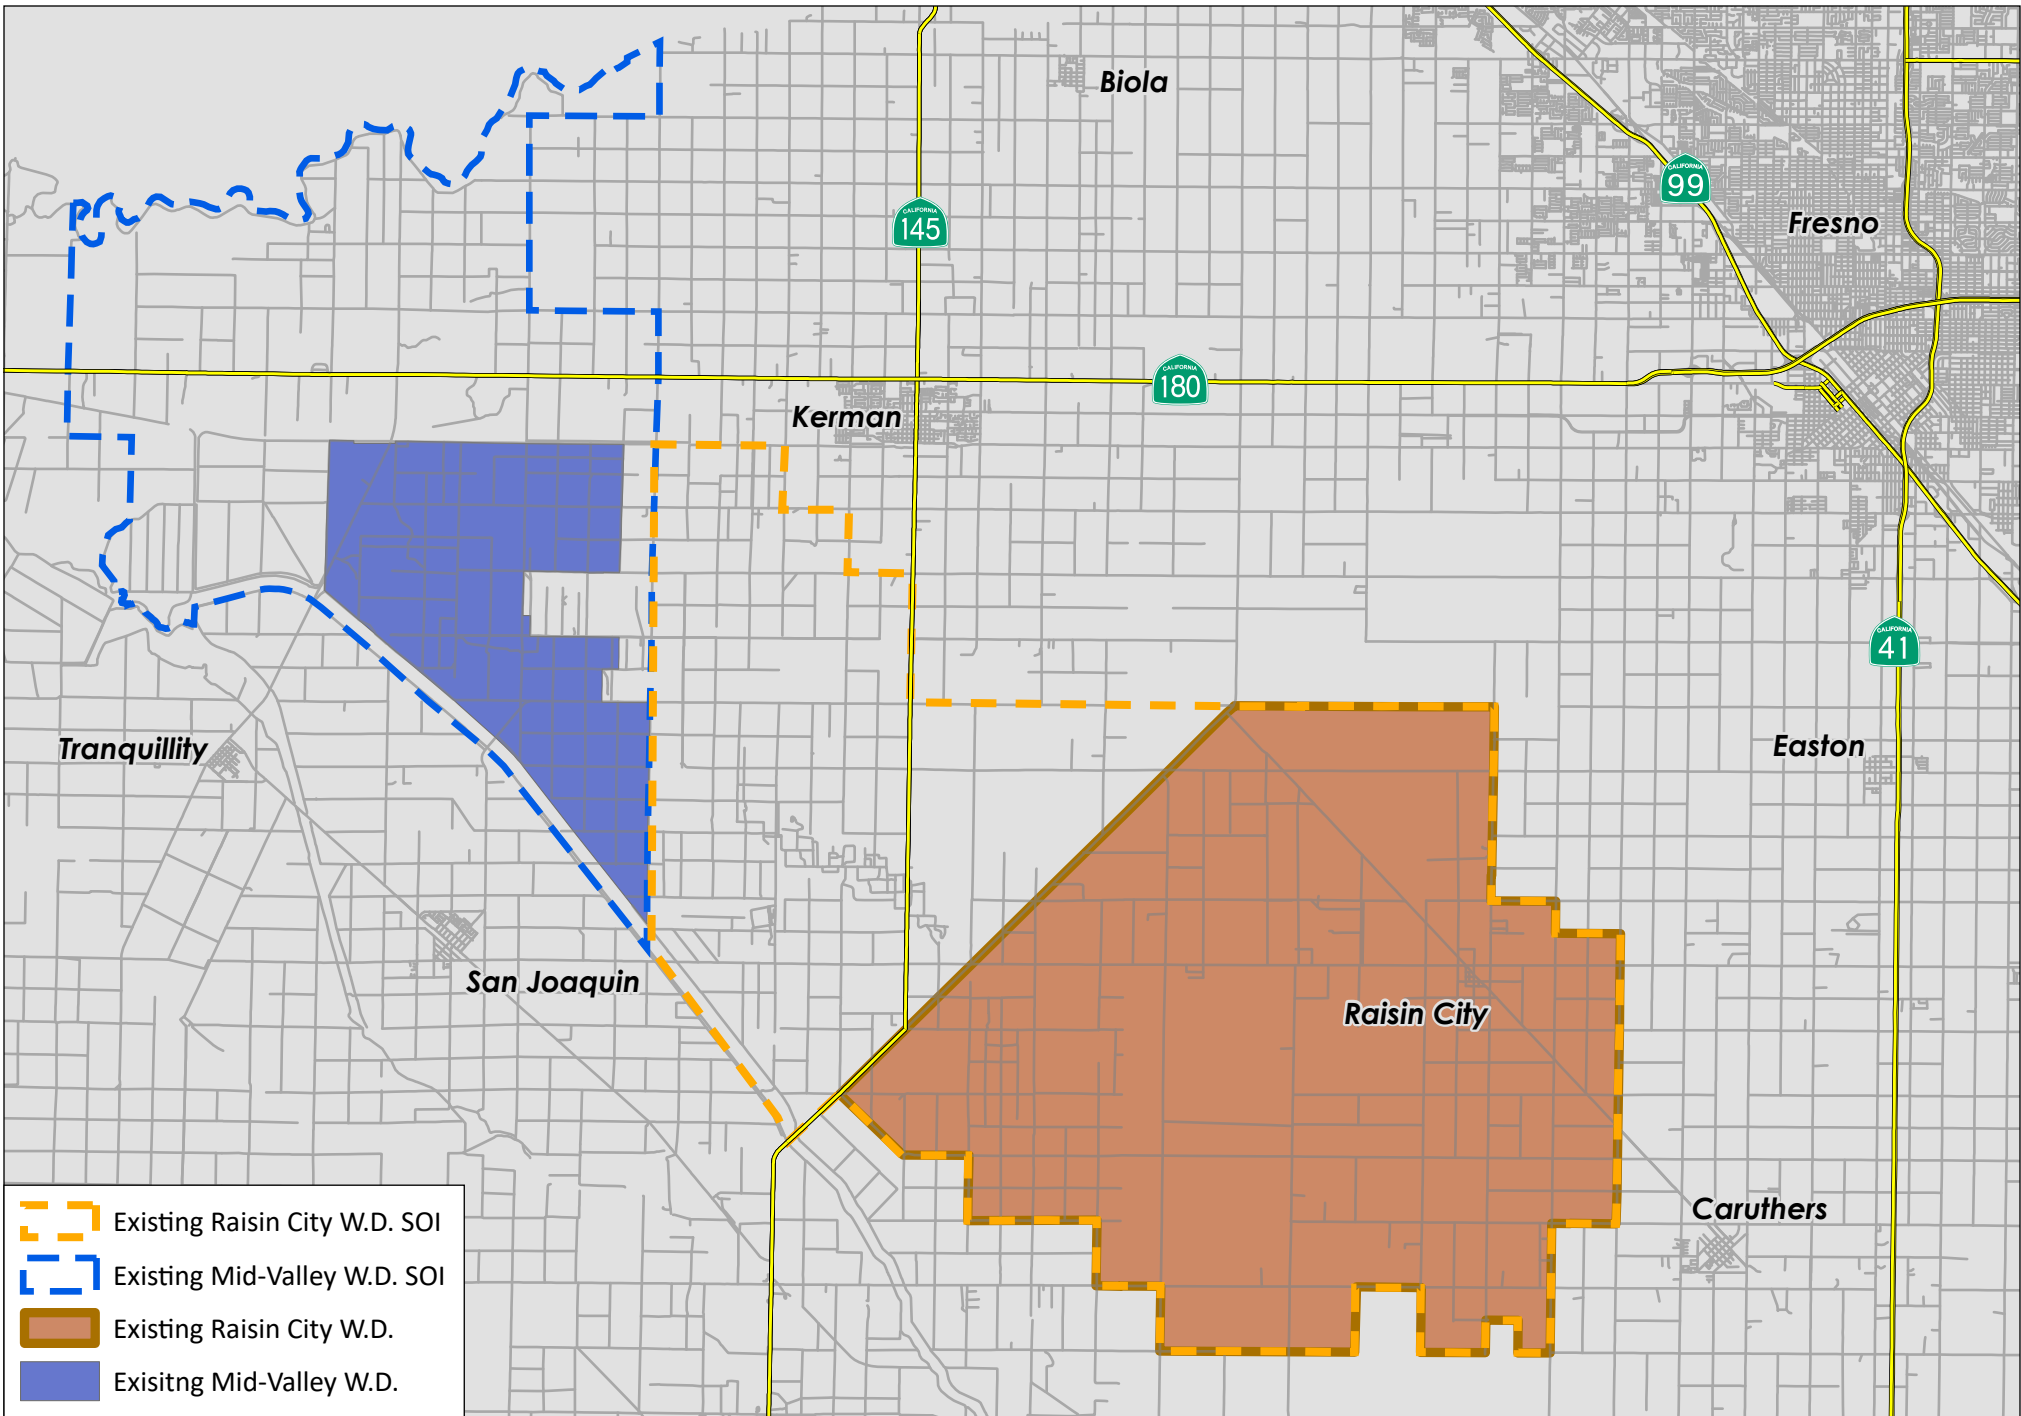 Biola
CALIFORNIA
99
CALIFORNIA
145
Fresno
CALIFORNIA
180
Kerman
CALIFORNIA
41
Tranquillity
Easton
San Joaquin
Raisin City
Caruthers
Existing Raisin City W.D. SOI
Existing Mid-Valley W.D. SOI
Existing Raisin City W.D.
Exisitng Mid-Valley W.D.